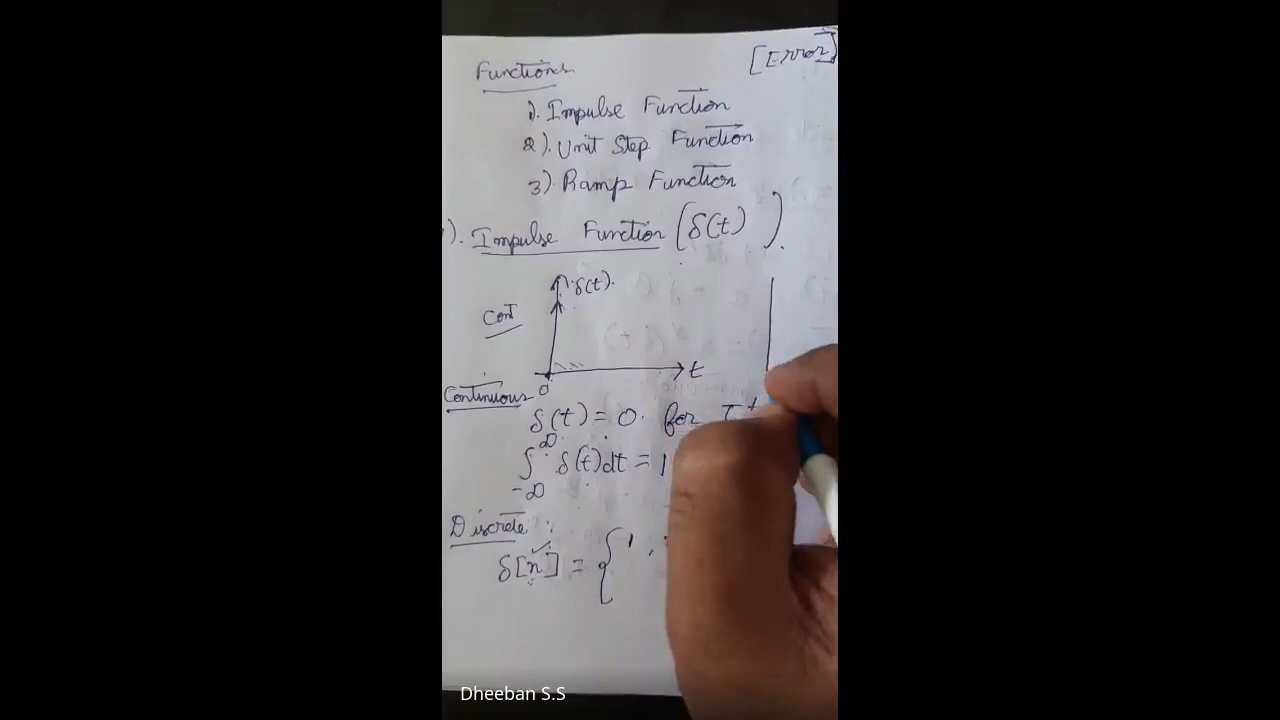 [Error]
Functions
1). Impulse Function
2). Unit Step Function
3) Ramp Function
). Impulse Function (δ(t) ).
δ(t).
Cont
t
0
Continuous
δ(t) = 0. for
∫ δ(t)dt = 1
∞
-∞
Discrete :
δ[n] = { 1 ,
Dheeban S.S